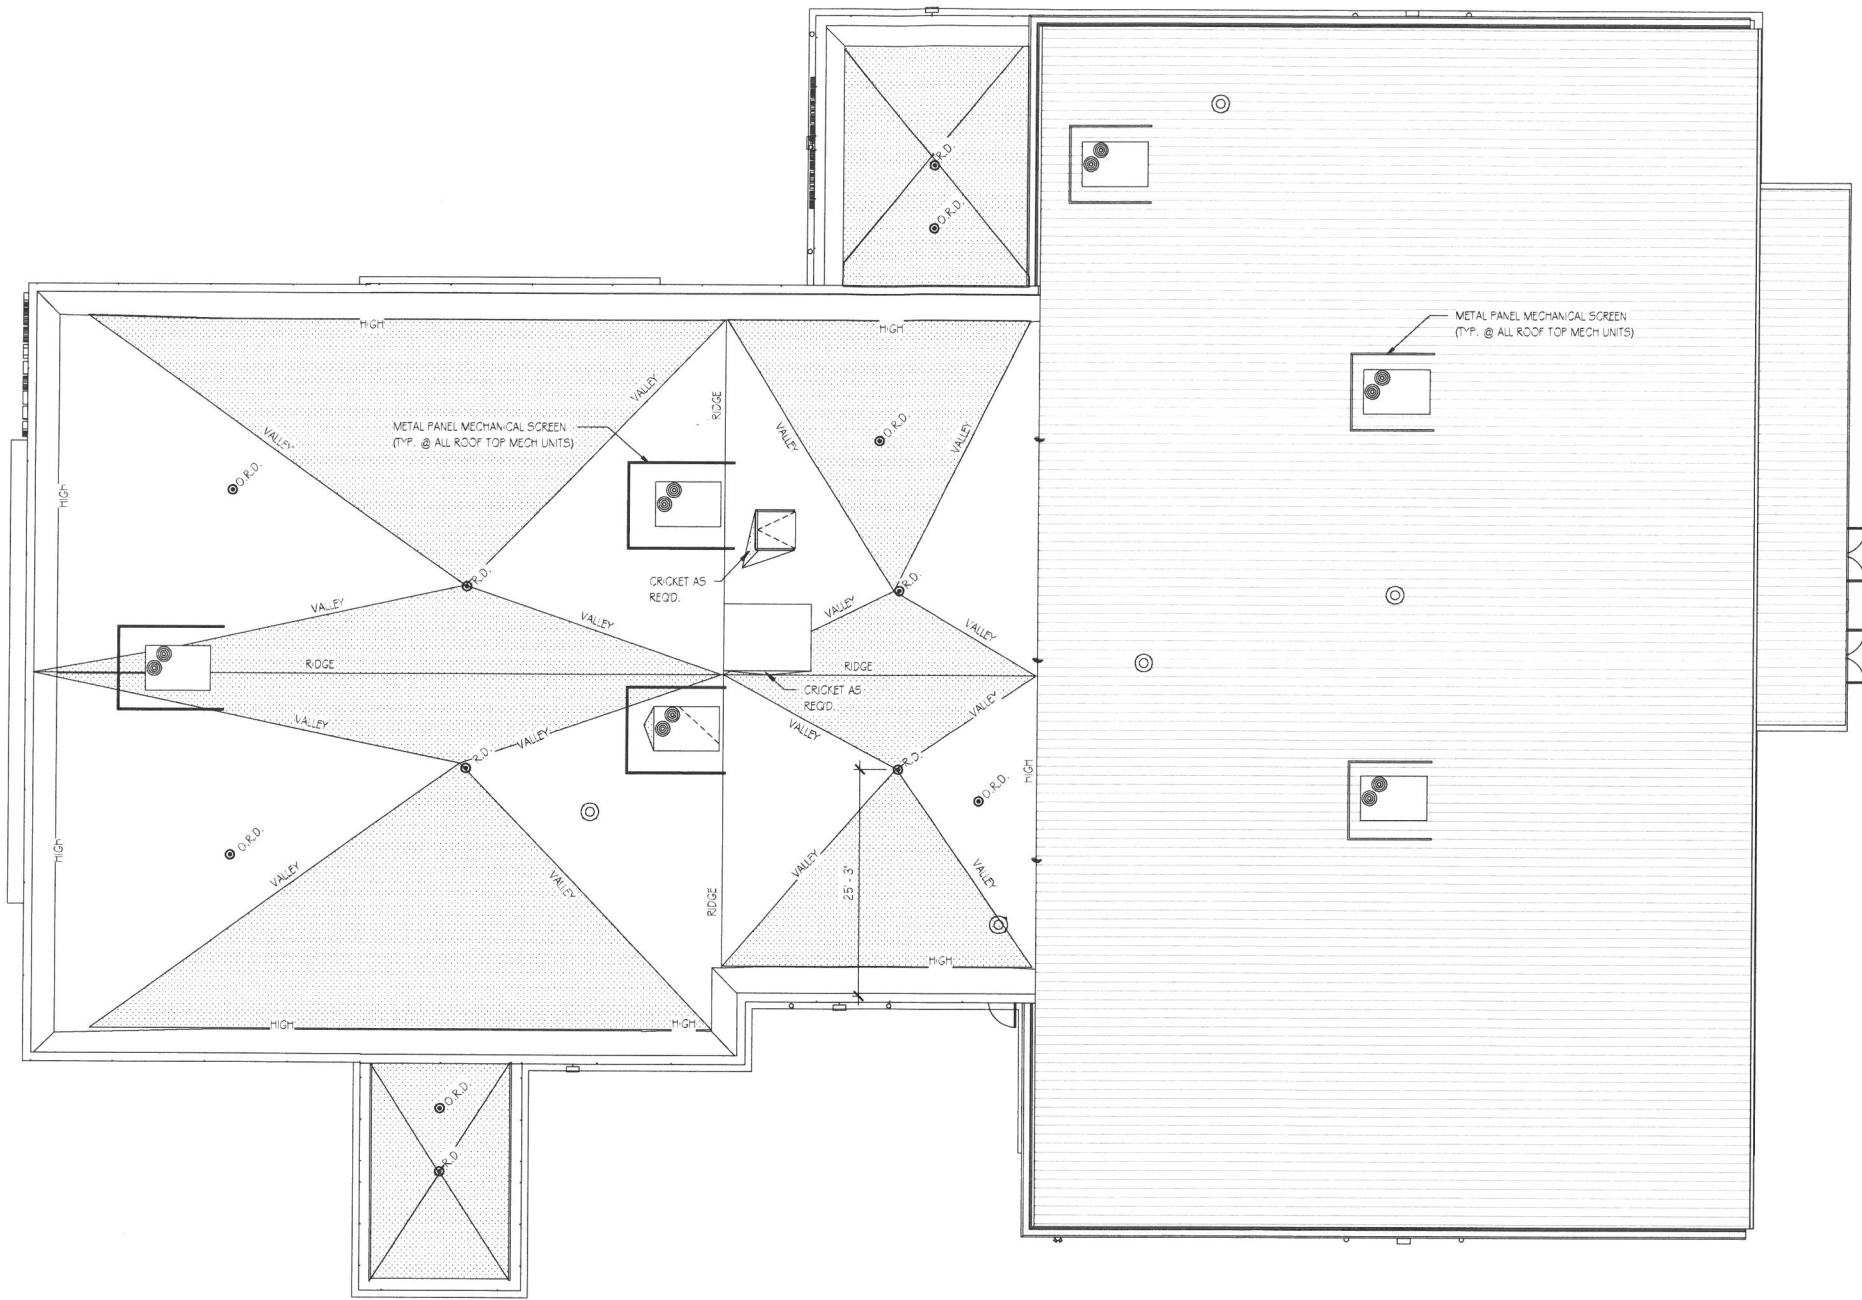 R.D.
O.R.D.
METAL PANEL MECHANICAL SCREEN
(TYP. @ ALL ROOF TOP MECH UNITS)
HIGH
HIGH
VALLEY
RIDGE
METAL PANEL MECHANICAL SCREEN
(TYP. @ ALL ROOF TOP MECH UNITS)
VALLEY
O.R.D.
VALLEY
VALLEY
O.R.D.
HIGH
CRICKET AS
REQ'D.
R.D.
R.D.
VALLEY
VALLEY
VALLEY
VALLEY
RIDGE
RIDGE
CRICKET AS
REQ'D.
VALLEY
VALLEY
VALLEY
VALLEY
R.D.
R.D.
HIGH
O.R.D.
O.R.D.
HIGH
VALLEY
VALLEY
VALLEY
25' - 3"
VALLEY
RIDGE
HIGH
HIGH
HIGH
O.R.D.
R.D.